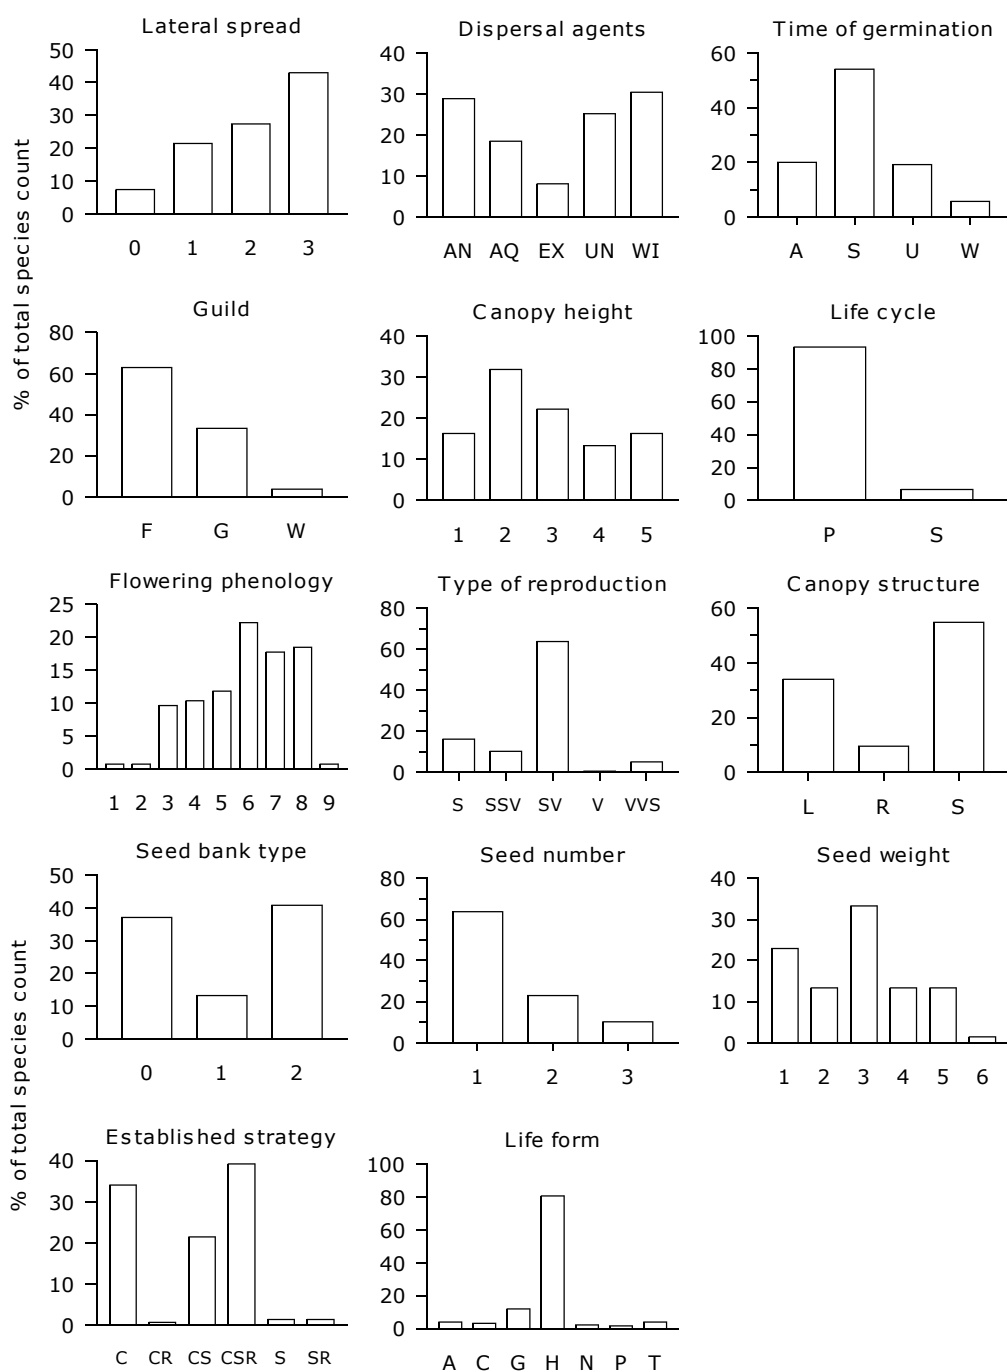 Lateral spread
50
40
30
20
10
0
0 1 2 3
Dispersal agents
40
30
20
10
0
AN AQ EX UN WI
Time of germination
60
40
20
0
A S U W
% of total species count
Guild
80
60
40
20
0
F G W
Canopy height
40
30
20
10
0
1 2 3 4 5
Life cycle
100
80
60
40
20
0
P S
Flowering phenology
25
20
15
10
5
0
1 2 3 4 5 6 7 8 9
Type of reproduction
80
60
40
20
0
S SSV SV V VVS
Canopy structure
60
40
20
0
L R S
Seed bank type
50
40
30
20
10
0
0 1 2
Seed number
80
60
40
20
0
1 2 3
Seed weight
40
30
20
10
0
1 2 3 4 5 6
% of total species count
Established strategy
40
30
20
10
0
C CR CS CSR S SR
Life form
100
80
60
40
20
0
A C G H N P T